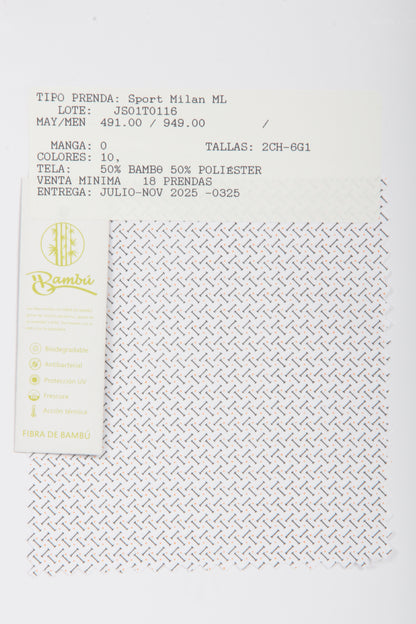 TIPO PRENDA: Sport Milan ML
LOTE: JS01T0116
MAY/MEN 491.00 / 949.00 /
MANGA: 0 TALLAS: 2CH-6G1
COLORES: 10,
TELA: 50% BAMBΘ 50% POLIÉSTER
VENTA MINIMA 18 PRENDAS
ENTREGA: JULIO-NOV 2025 -0325
Bambú
Biodegradable
Antibacterial
Protección UV
Frescura
Acción térmica
FIBRA DE BAMBÚ